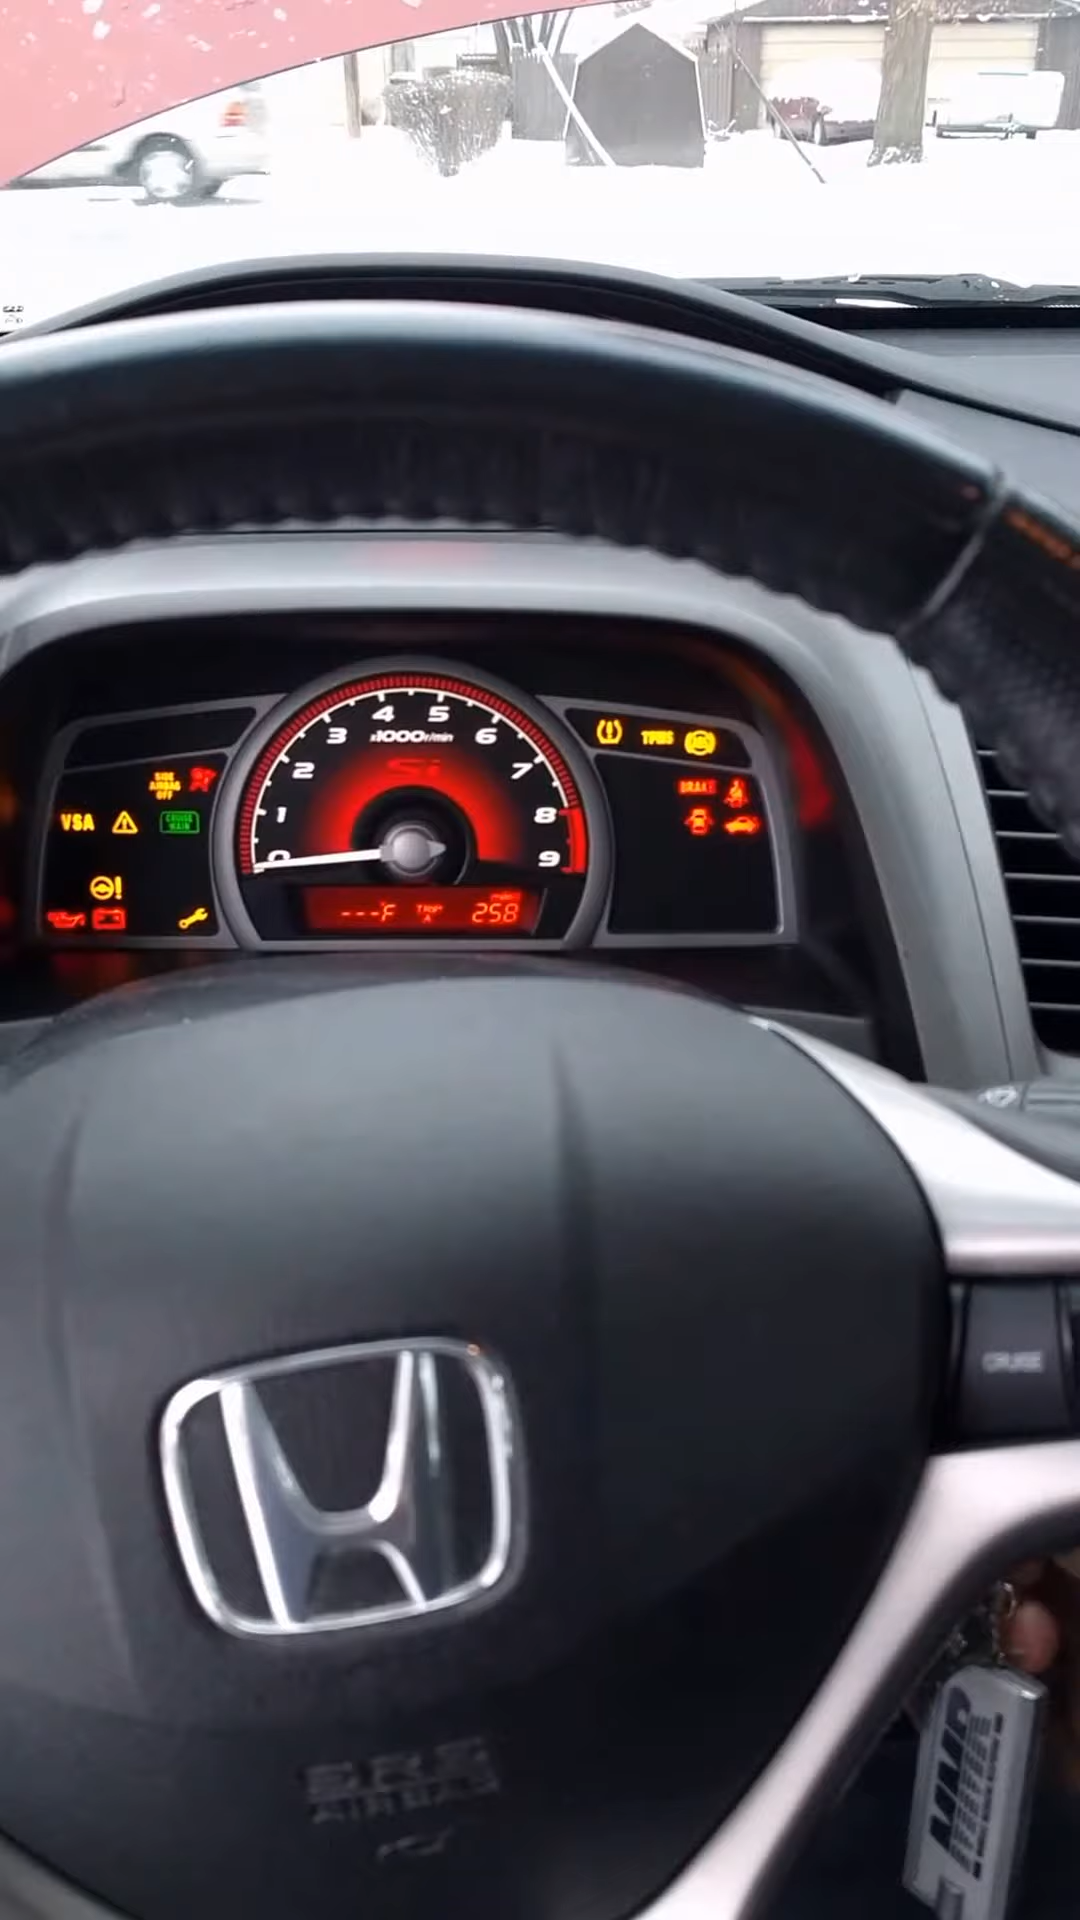 4 5
3 x1000r/min 6
2 Si 7
1 8
0 9
---°F TRIP A 258
SIDE
AIRBAG
OFF
VSA
CRUISE
MAIN
TPMS
BRAKE
CRUISE
SRS
AIRBAG